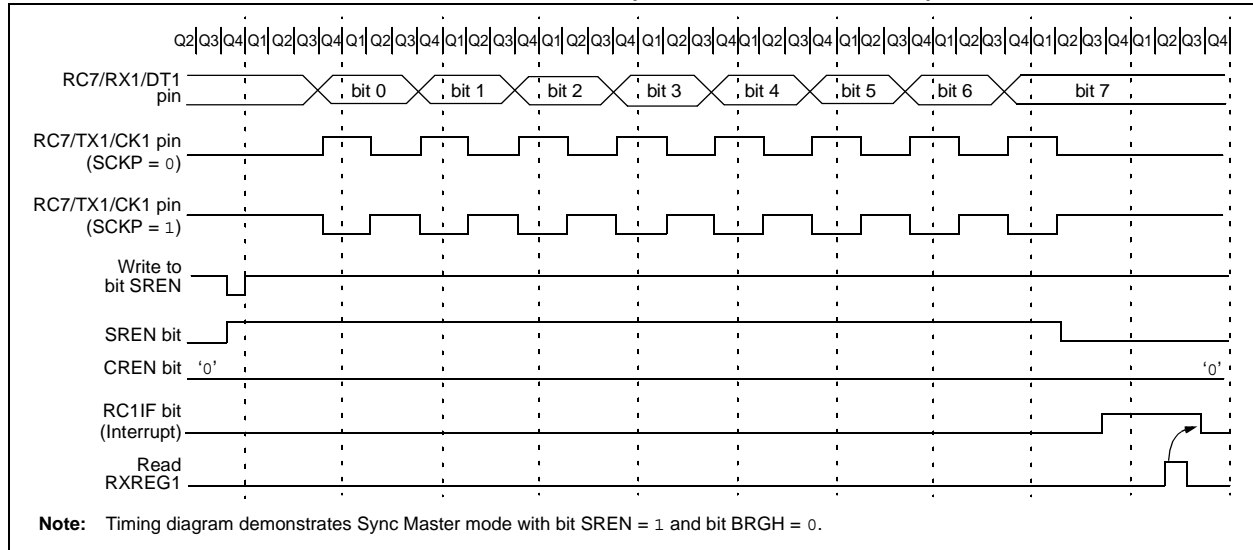 Q2|Q3|Q4|Q1|Q2|Q3|Q4|Q1|Q2|Q3|Q4|Q1|Q2|Q3|Q4|Q1|Q2|Q3|Q4|Q1|Q2|Q3|Q4|Q1|Q2|Q3|Q4|Q1|Q2|Q3|Q4|Q1|Q2|Q3|Q4|Q1|Q2|Q3|Q4|Q1|Q2|Q3|Q4
RC7/RX1/DT1
pin
bit 0 bit 1 bit 2 bit 3 bit 4 bit 5 bit 6 bit 7
RC7/TX1/CK1 pin
(SCKP = 0)
RC7/TX1/CK1 pin
(SCKP = 1)
Write to
bit SREN
SREN bit
CREN bit ‘0’ ‘0’
RC1IF bit
(Interrupt)
Read
RXREG1
Note: Timing diagram demonstrates Sync Master mode with bit SREN = 1 and bit BRGH = 0.